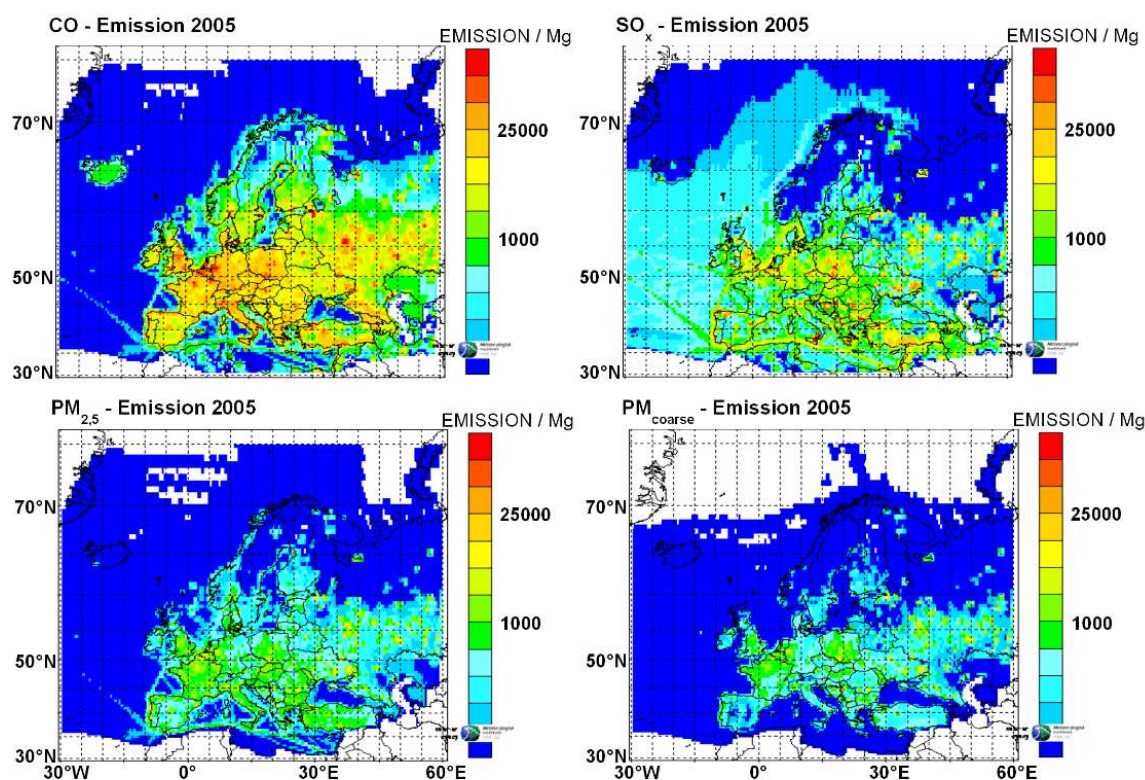 CO - Emission 2005
EMISSION / Mg
70°N
25000
1000
50°N
30°N
SOx - Emission 2005
EMISSION / Mg
70°N
25000
1000
50°N
30°N
PM2,5 - Emission 2005
EMISSION / Mg
70°N
25000
1000
50°N
30°N
30°W 0° 30°E 60°E
PMcoarse - Emission 2005
EMISSION / Mg
70°N
25000
1000
50°N
30°N
30°W 0° 30°E 60°E